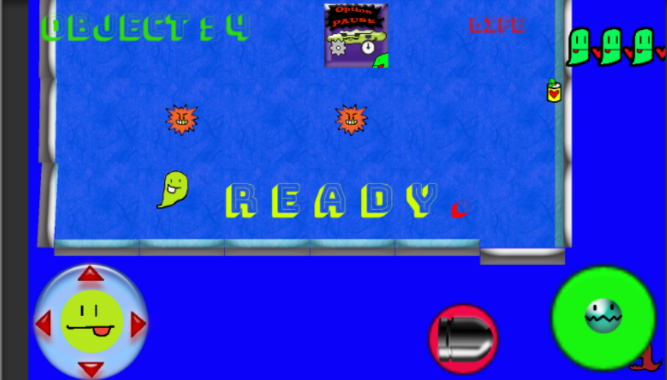 OBJECT : 4
Option
PAUSE
LIFE
READY.